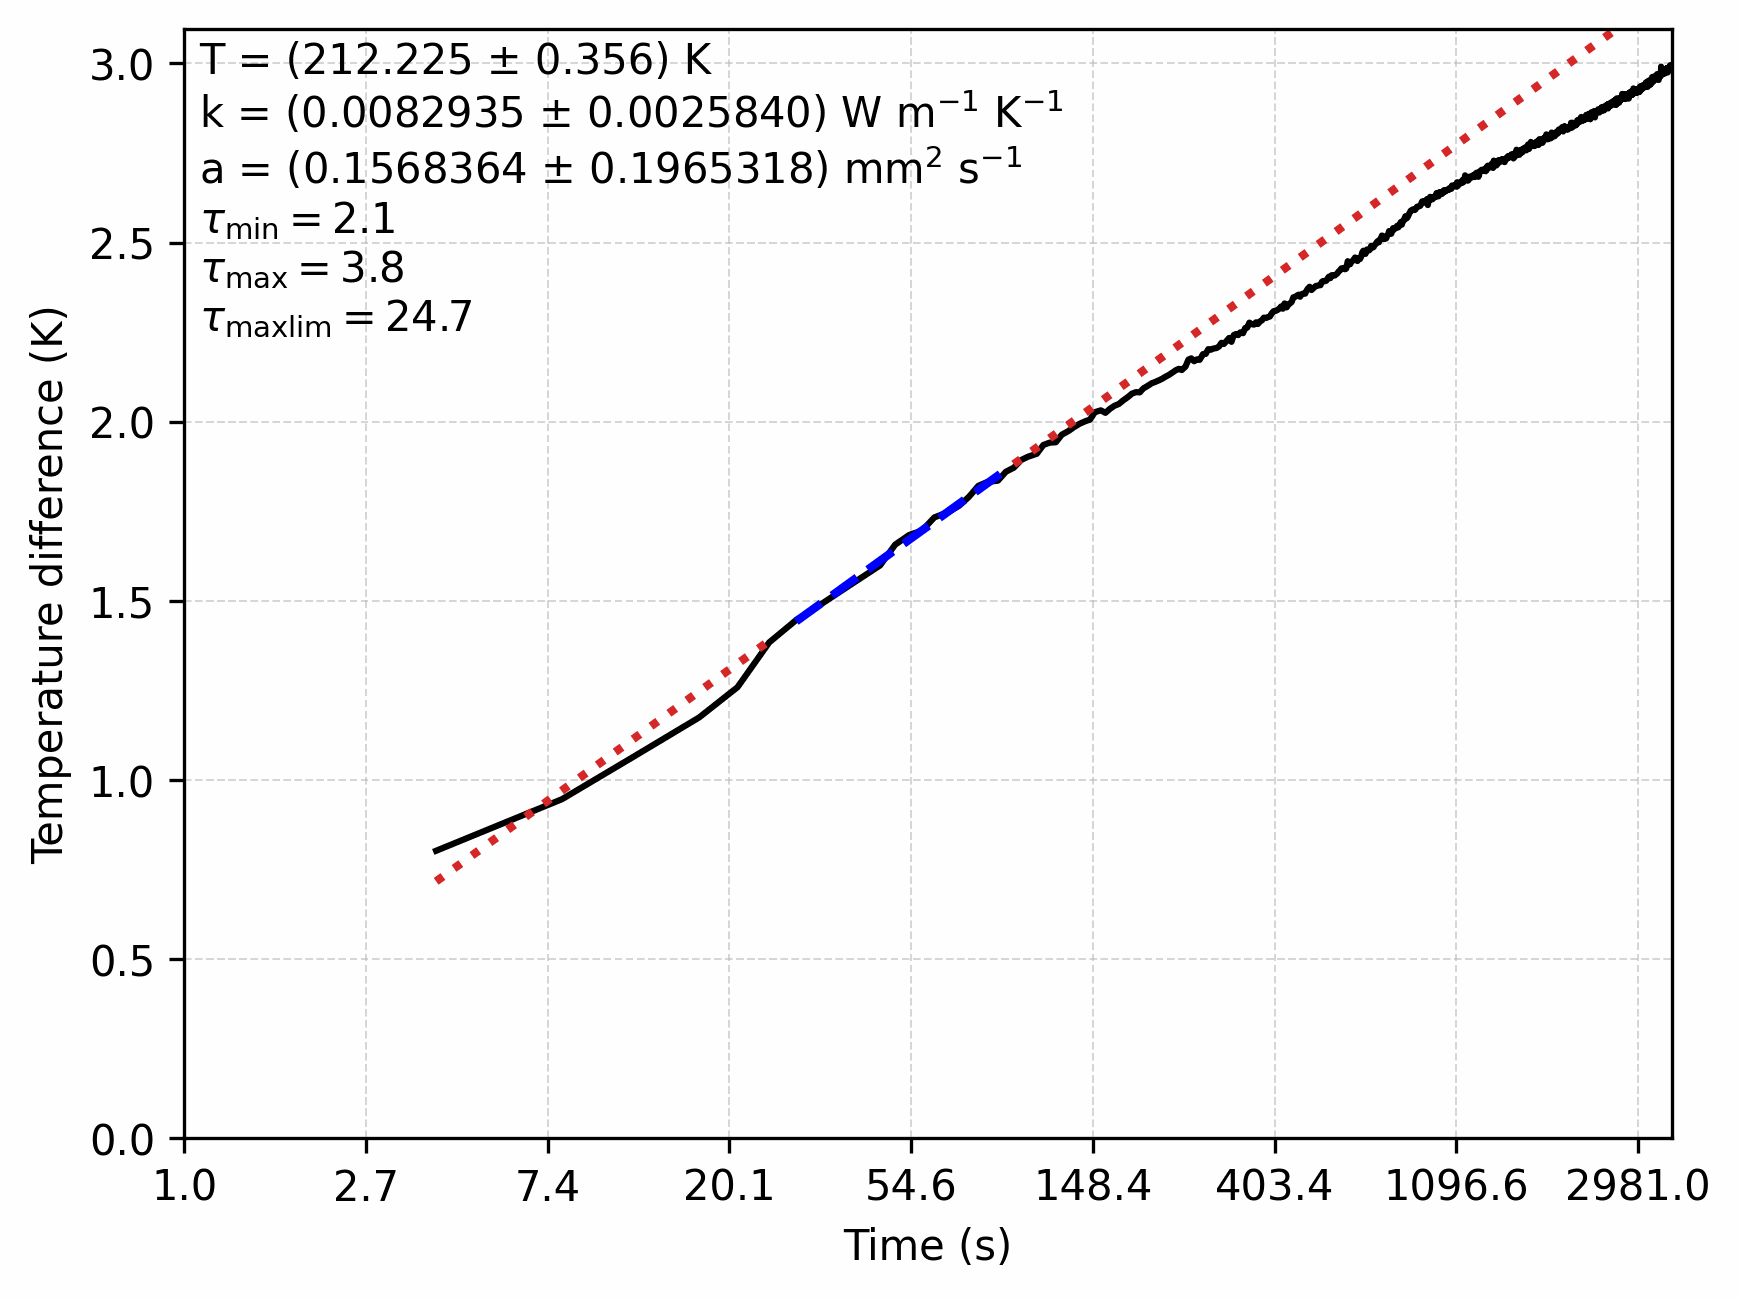 T = (212.225 ± 0.356) K
k = (0.0082935 ± 0.0025840) W m⁻¹ K⁻¹
a = (0.1568364 ± 0.1965318) mm² s⁻¹
τmin = 2.1
τmax = 3.8
τmaxlim = 24.7
3.0
2.5
2.0
1.5
1.0
0.5
0.0
Temperature difference (K)
1.0 2.7 7.4 20.1 54.6 148.4 403.4 1096.6 2981.0
Time (s)